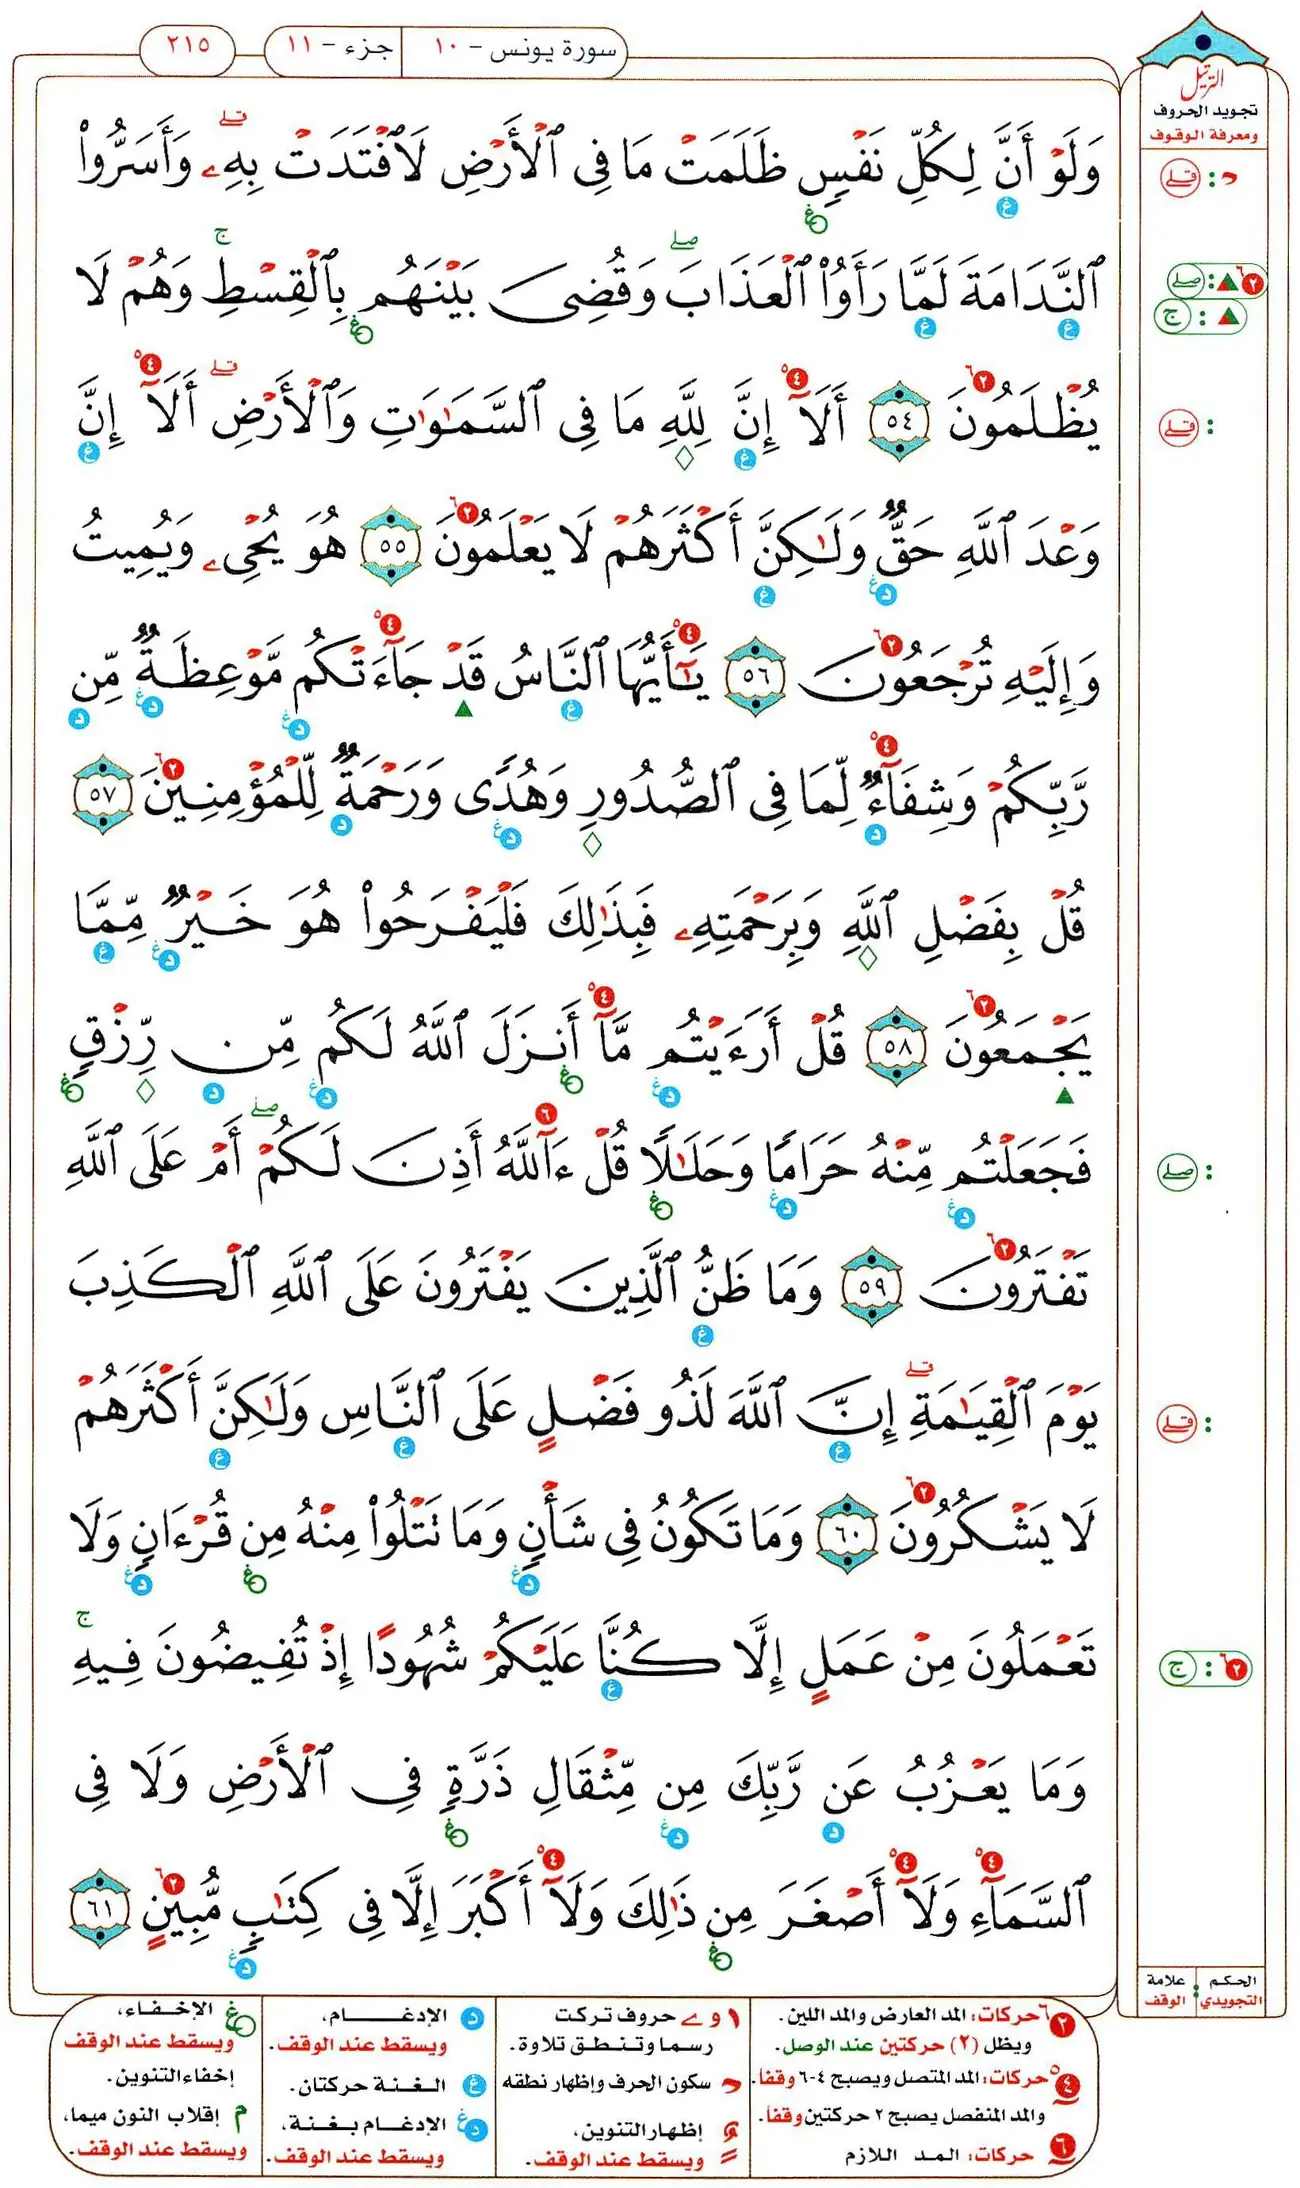 سورة يونس - ١٠
جزء - ١١
٢١٥
الترتيل
تجويد الحروف
ومعرفة الوقوف
وَلَوْ أَنَّ لِكُلِّ نَفْسٍ ظَلَمَتْ مَا فِى ٱلْأَرْضِ لَٱفْتَدَتْ بِهِۦ ۗ وَأَسَرُّوا۟
ٱلنَّدَامَةَ لَمَّا رَأَوُا۟ ٱلْعَذَابَ ۖ وَقُضِىَ بَيْنَهُم بِٱلْقِسْطِ ۚ وَهُمْ لَا
يُظْلَمُونَ ٥٤ أَلَآ إِنَّ لِلَّهِ مَا فِى ٱلسَّمَـٰوَٰتِ وَٱلْأَرْضِ ۗ أَلَآ إِنَّ
وَعْدَ ٱللَّهِ حَقٌّ وَلَـٰكِنَّ أَكْثَرَهُمْ لَا يَعْلَمُونَ ٥٥ هُوَ يُحْىِۦ وَيُمِيتُ
وَإِلَيْهِ تُرْجَعُونَ ٥٦ يَـٰٓأَيُّهَا ٱلنَّاسُ قَدْ جَآءَتْكُم مَّوْعِظَةٌ مِّن
رَّبِّكُمْ وَشِفَآءٌ لِّمَا فِى ٱلصُّدُورِ وَهُدًى وَرَحْمَةٌ لِّلْمُؤْمِنِينَ ٥٧
قُلْ بِفَضْلِ ٱللَّهِ وَبِرَحْمَتِهِۦ فَبِذَٰلِكَ فَلْيَفْرَحُوا۟ هُوَ خَيْرٌ مِّمَّا
يَجْمَعُونَ ٥٨ قُلْ أَرَءَيْتُم مَّآ أَنزَلَ ٱللَّهُ لَكُم مِّن رِّزْقٍ
فَجَعَلْتُم مِّنْهُ حَرَامًا وَحَلَـٰلًا قُلْ ءَآللَّهُ أَذِنَ لَكُمْ ۖ أَمْ عَلَى ٱللَّهِ
تَفْتَرُونَ ٥٩ وَمَا ظَنُّ ٱلَّذِينَ يَفْتَرُونَ عَلَى ٱللَّهِ ٱلْكَذِبَ
يَوْمَ ٱلْقِيَـٰمَةِ ۗ إِنَّ ٱللَّهَ لَذُو فَضْلٍ عَلَى ٱلنَّاسِ وَلَـٰكِنَّ أَكْثَرَهُمْ
لَا يَشْكُرُونَ ٦٠ وَمَا تَكُونُ فِى شَأْنٍ وَمَا تَتْلُوا۟ مِنْهُ مِن قُرْءَانٍ وَلَا
تَعْمَلُونَ مِنْ عَمَلٍ إِلَّا كُنَّا عَلَيْكُمْ شُهُودًا إِذْ تُفِيضُونَ فِيهِ ۚ
وَمَا يَعْزُبُ عَن رَّبِّكَ مِن مِّثْقَالِ ذَرَّةٍ فِى ٱلْأَرْضِ وَلَا فِى
ٱلسَّمَآءِ وَلَآ أَصْغَرَ مِن ذَٰلِكَ وَلَآ أَكْبَرَ إِلَّا فِى كِتَـٰبٍ مُّبِينٍ ٦١
الحكم التجويدي : علامة الوقف
٢ ٦ حركات: المد العارض والمد اللين.
ويظل (٢) حركتين عند الوصل.
٤ ٥ حركات: المد المتصل ويصبح ٤-٦ وقفاً.
والمد المنفصل يصبح ٢ حركتين وقفاً.
٦ حركات: المد اللازم
ا و ے حروف تركت
رسما وتنطق تلاوة.
سكون الحرف وإظهار نطقه
إظهار التنوين،
ويسقط عند الوقف.
د الإدغام،
ويسقط عند الوقف.
غ الغنة حركتان.
دغ الإدغام بغنة،
ويسقط عند الوقف.
الإخفاء،
ويسقط عند الوقف
إخفاء التنوين.
م إقلاب النون ميما،
ويسقط عند الوقف.